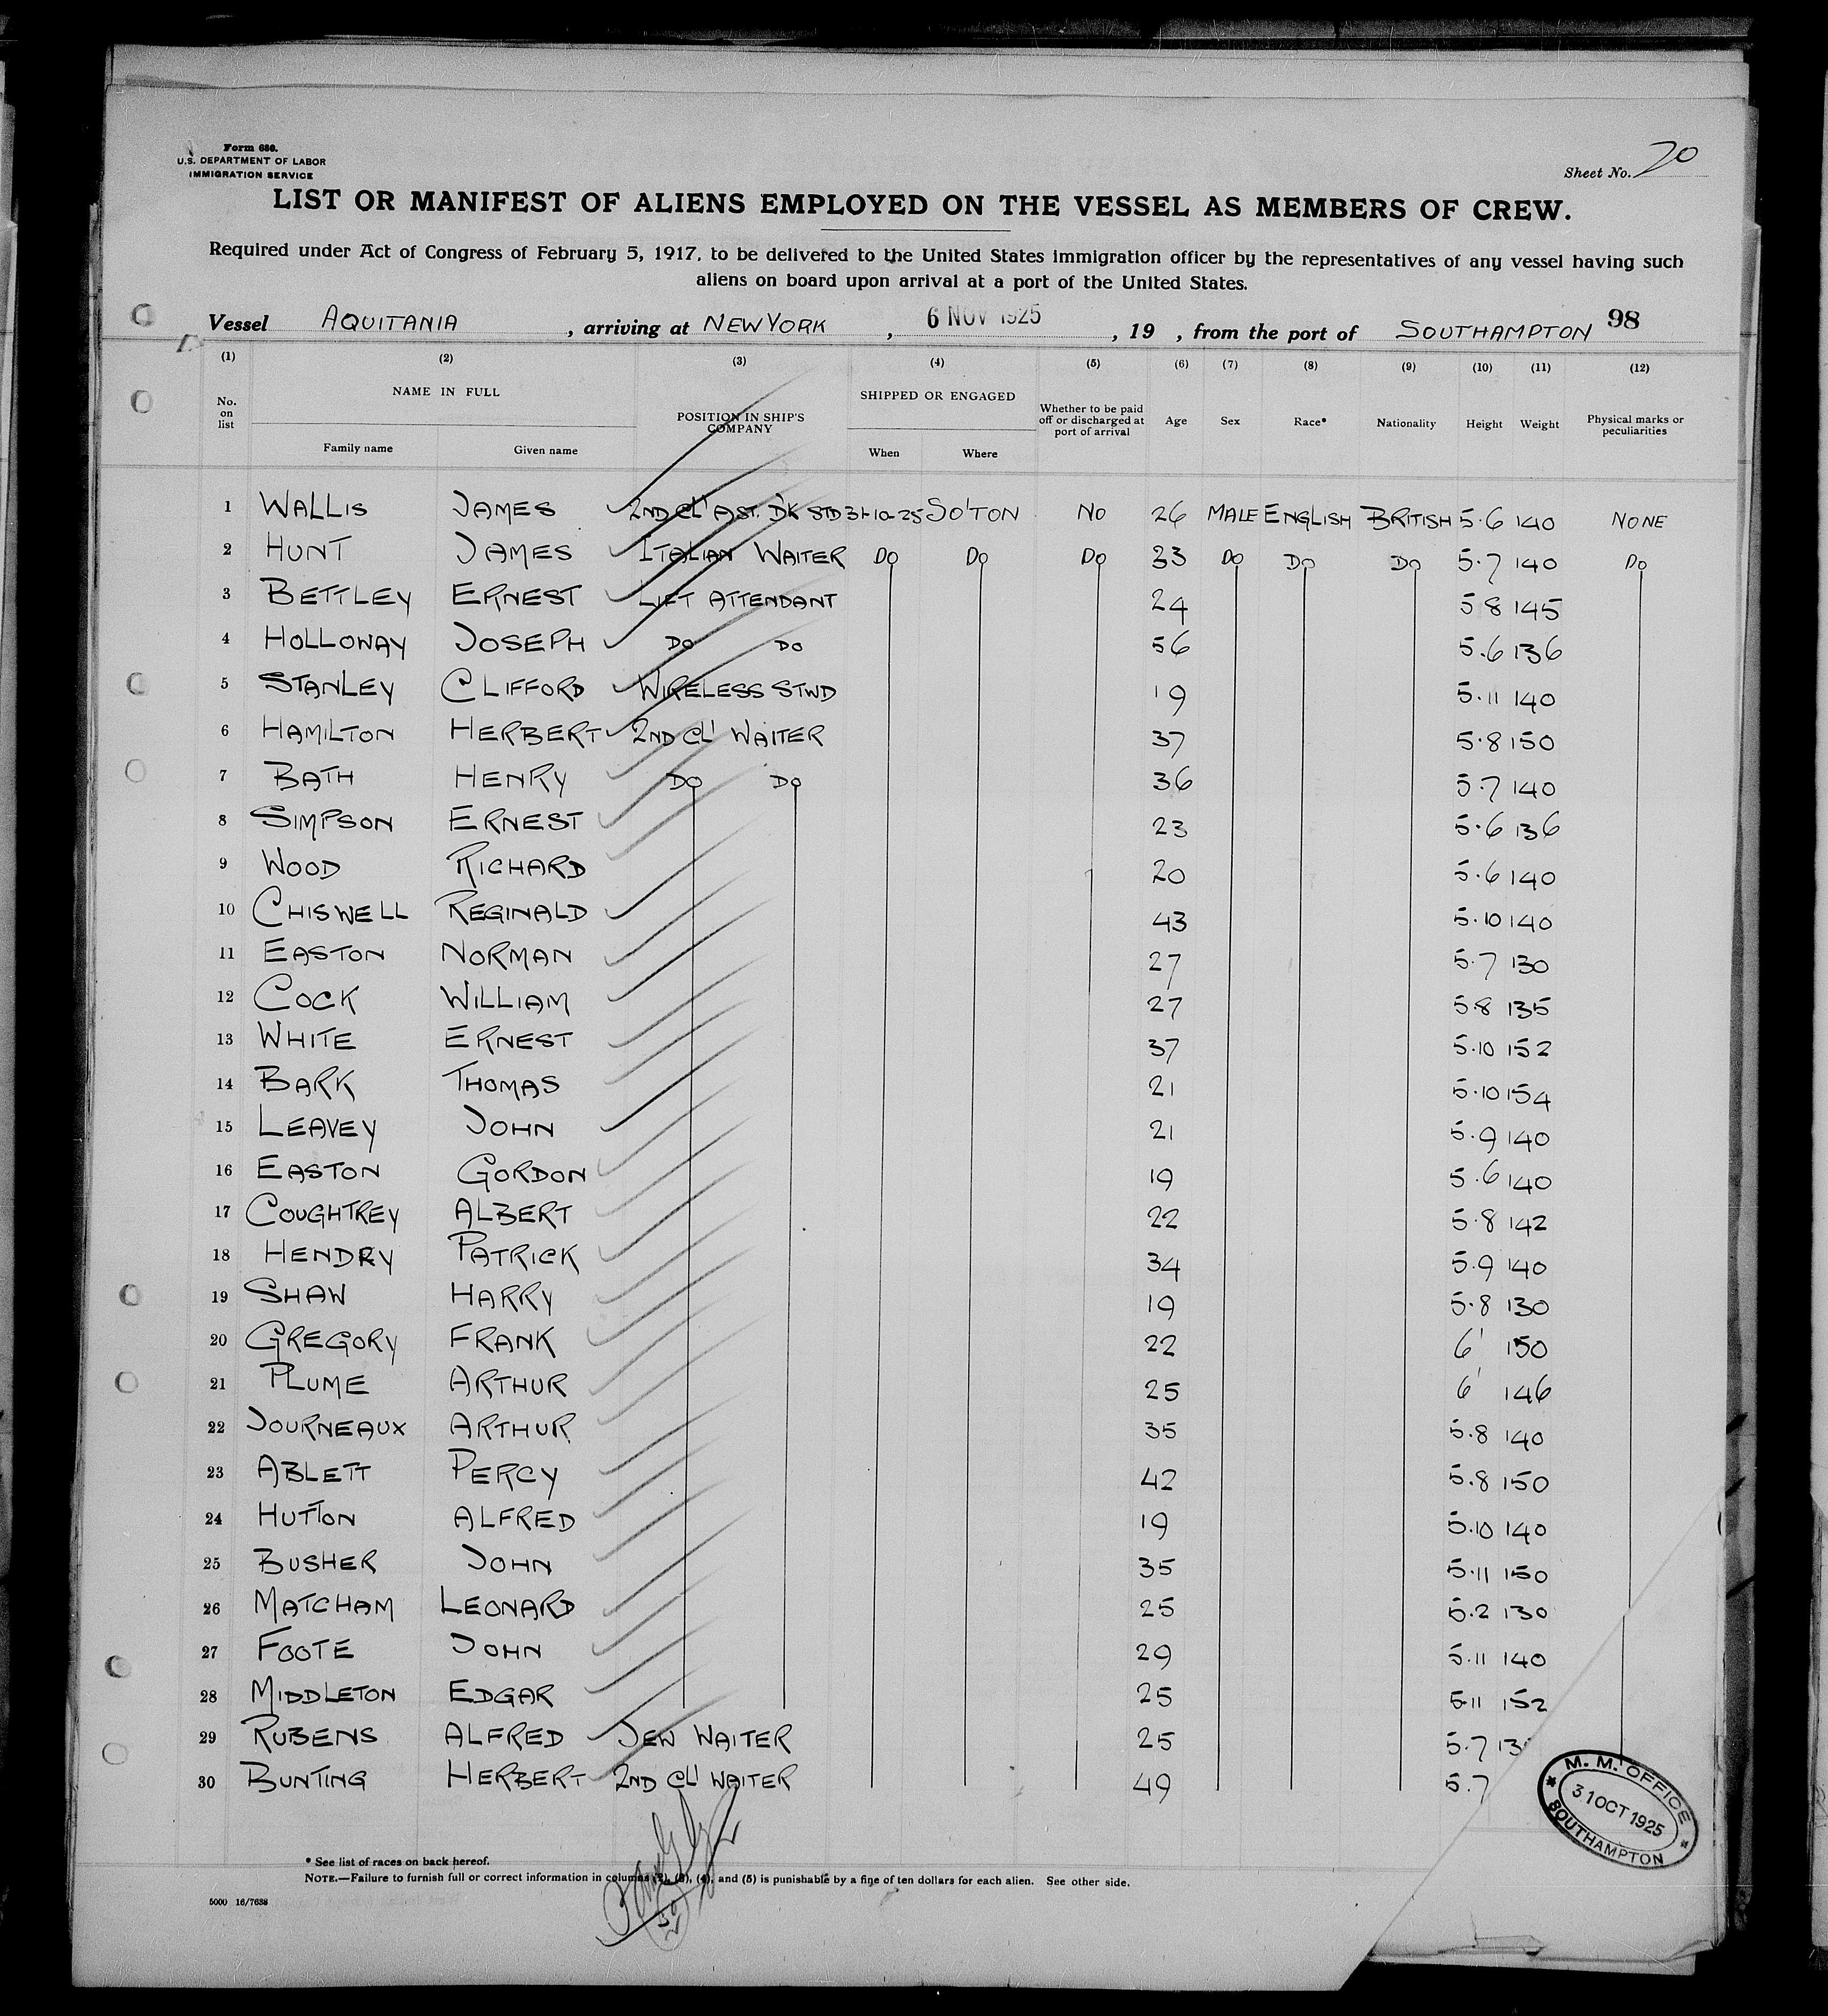 Form 680.
U.S. DEPARTMENT OF LABOR
IMMIGRATION SERVICE
Sheet No. 20
LIST OR MANIFEST OF ALIENS EMPLOYED ON THE VESSEL AS MEMBERS OF CREW.
Required under Act of Congress of February 5, 1917, to be delivered to the United States immigration officer by the representatives of any vessel having such
aliens on board upon arrival at a port of the United States.
Vessel AQUITANIA, arriving at NEW YORK, 6 NOV 1925, 19 , from the port of SOUTHAMPTON 98
(1) (2) (3) (4) (5) (6) (7) (8) (9) (10) (11) (12)
No. on list NAME IN FULL Family name Given name POSITION IN SHIP'S COMPANY SHIPPED OR ENGAGED When Where Whether to be paid off or discharged at port of arrival Age Sex Race* Nationality Height Weight Physical marks or peculiarities
1 WALLIS JAMES 2ND CL' AST. DK STD 31-10-25 SO'TON NO 26 MALE ENGLISH BRITISH 5.6 140 NONE
2 HUNT JAMES ITALIAN WAITER DO DO DO 33 DO DO DO 5.7 140 DO
3 BETTLEY ERNEST LIFT ATTENDANT 24 5 8 145
4 HOLLOWAY JOSEPH DO DO 56 5.6 136
5 STANLEY CLIFFORD WIRELESS STWD 19 5.11 140
6 HAMILTON HERBERT 2ND CL' WAITER 37 5.8 150
7 BATH HENRY DO DO 36 5.7 140
8 SIMPSON ERNEST 23 5.6 136
9 WOOD RICHARD 20 5.6 140
10 CHISWELL REGINALD 43 5.10 140
11 EASTON NORMAN 27 5.7 130
12 COCK WILLIAM 27 5.8 135
13 WHITE ERNEST 37 5.10 152
14 BARK THOMAS 21 5.10 154
15 LEAVEY JOHN 21 5.9 140
16 EASTON GORDON 19 5.6 140
17 COUGHTREY ALBERT 22 5.8 142
18 HENDRY PATRICK 34 5.9 140
19 SHAW HARRY 19 5.8 130
20 GREGORY FRANK 22 6' 150
21 PLUME ARTHUR 25 6' 146
22 JOURNEAUX ARTHUR 35 5.8 140
23 ABLETT PERCY 42 5.8 150
24 HUTTON ALFRED 19 5.10 140
25 BUSHER JOHN 35 5.11 150
26 MATCHAM LEONARD 25 5.2 130
27 FOOTE JOHN 29 5.11 140
28 MIDDLETON EDGAR 25 5.11 152
29 RUBENS ALFRED JEW WAITER 25 5.7
30 BUNTING HERBERT 2ND CL' WAITER 49 5.7
M. M. OFFICE
31 OCT 1925
SOUTHAMPTON
* See list of races on back hereof.
NOTE.—Failure to furnish full or correct information in columns (2), (3), (4), and (5) is punishable by a fine of ten dollars for each alien. See other side.
5000 16/7638